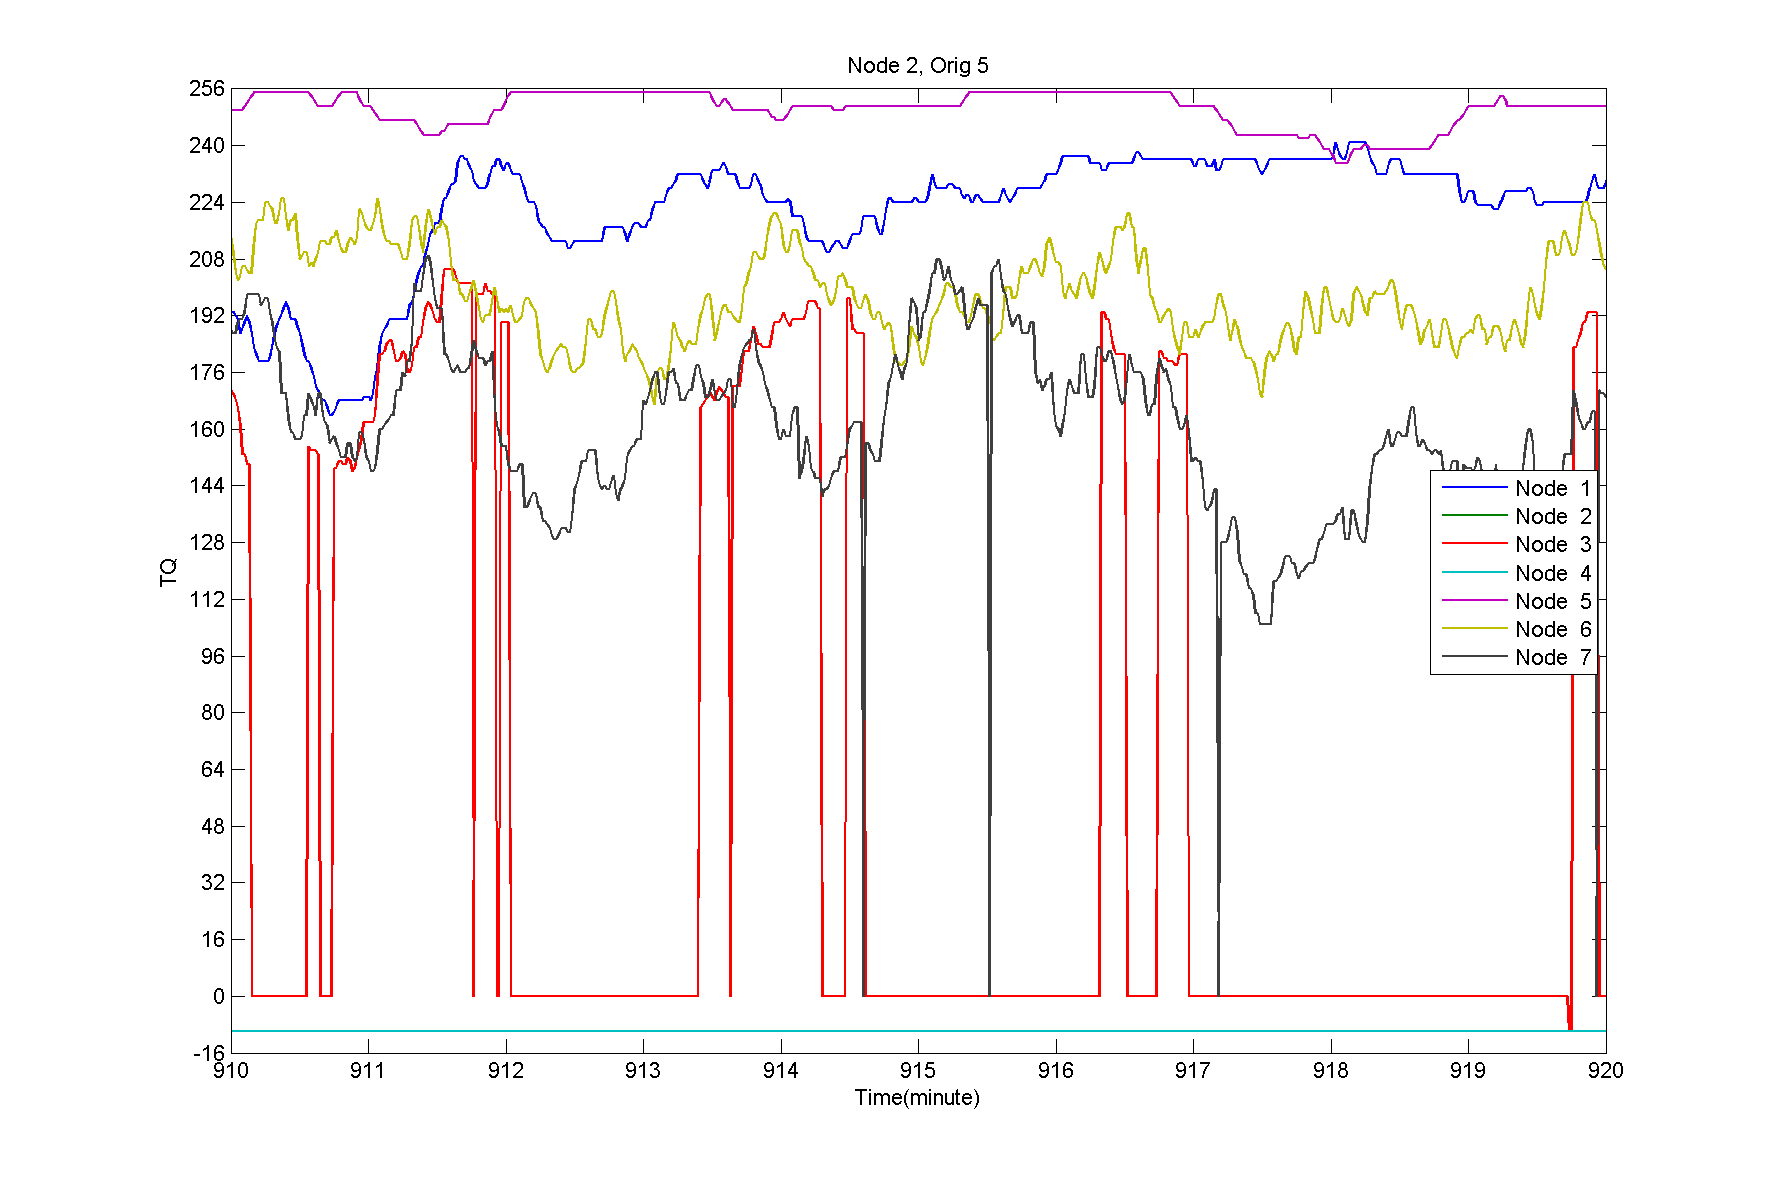 Node 2, Orig 5
256
240
224
208
192
176
160
144
128
112
96
80
64
48
32
16
0
-16
TQ
Node 1
Node 2
Node 3
Node 4
Node 5
Node 6
Node 7
910 911 912 913 914 915 916 917 918 919 920
Time(minute)